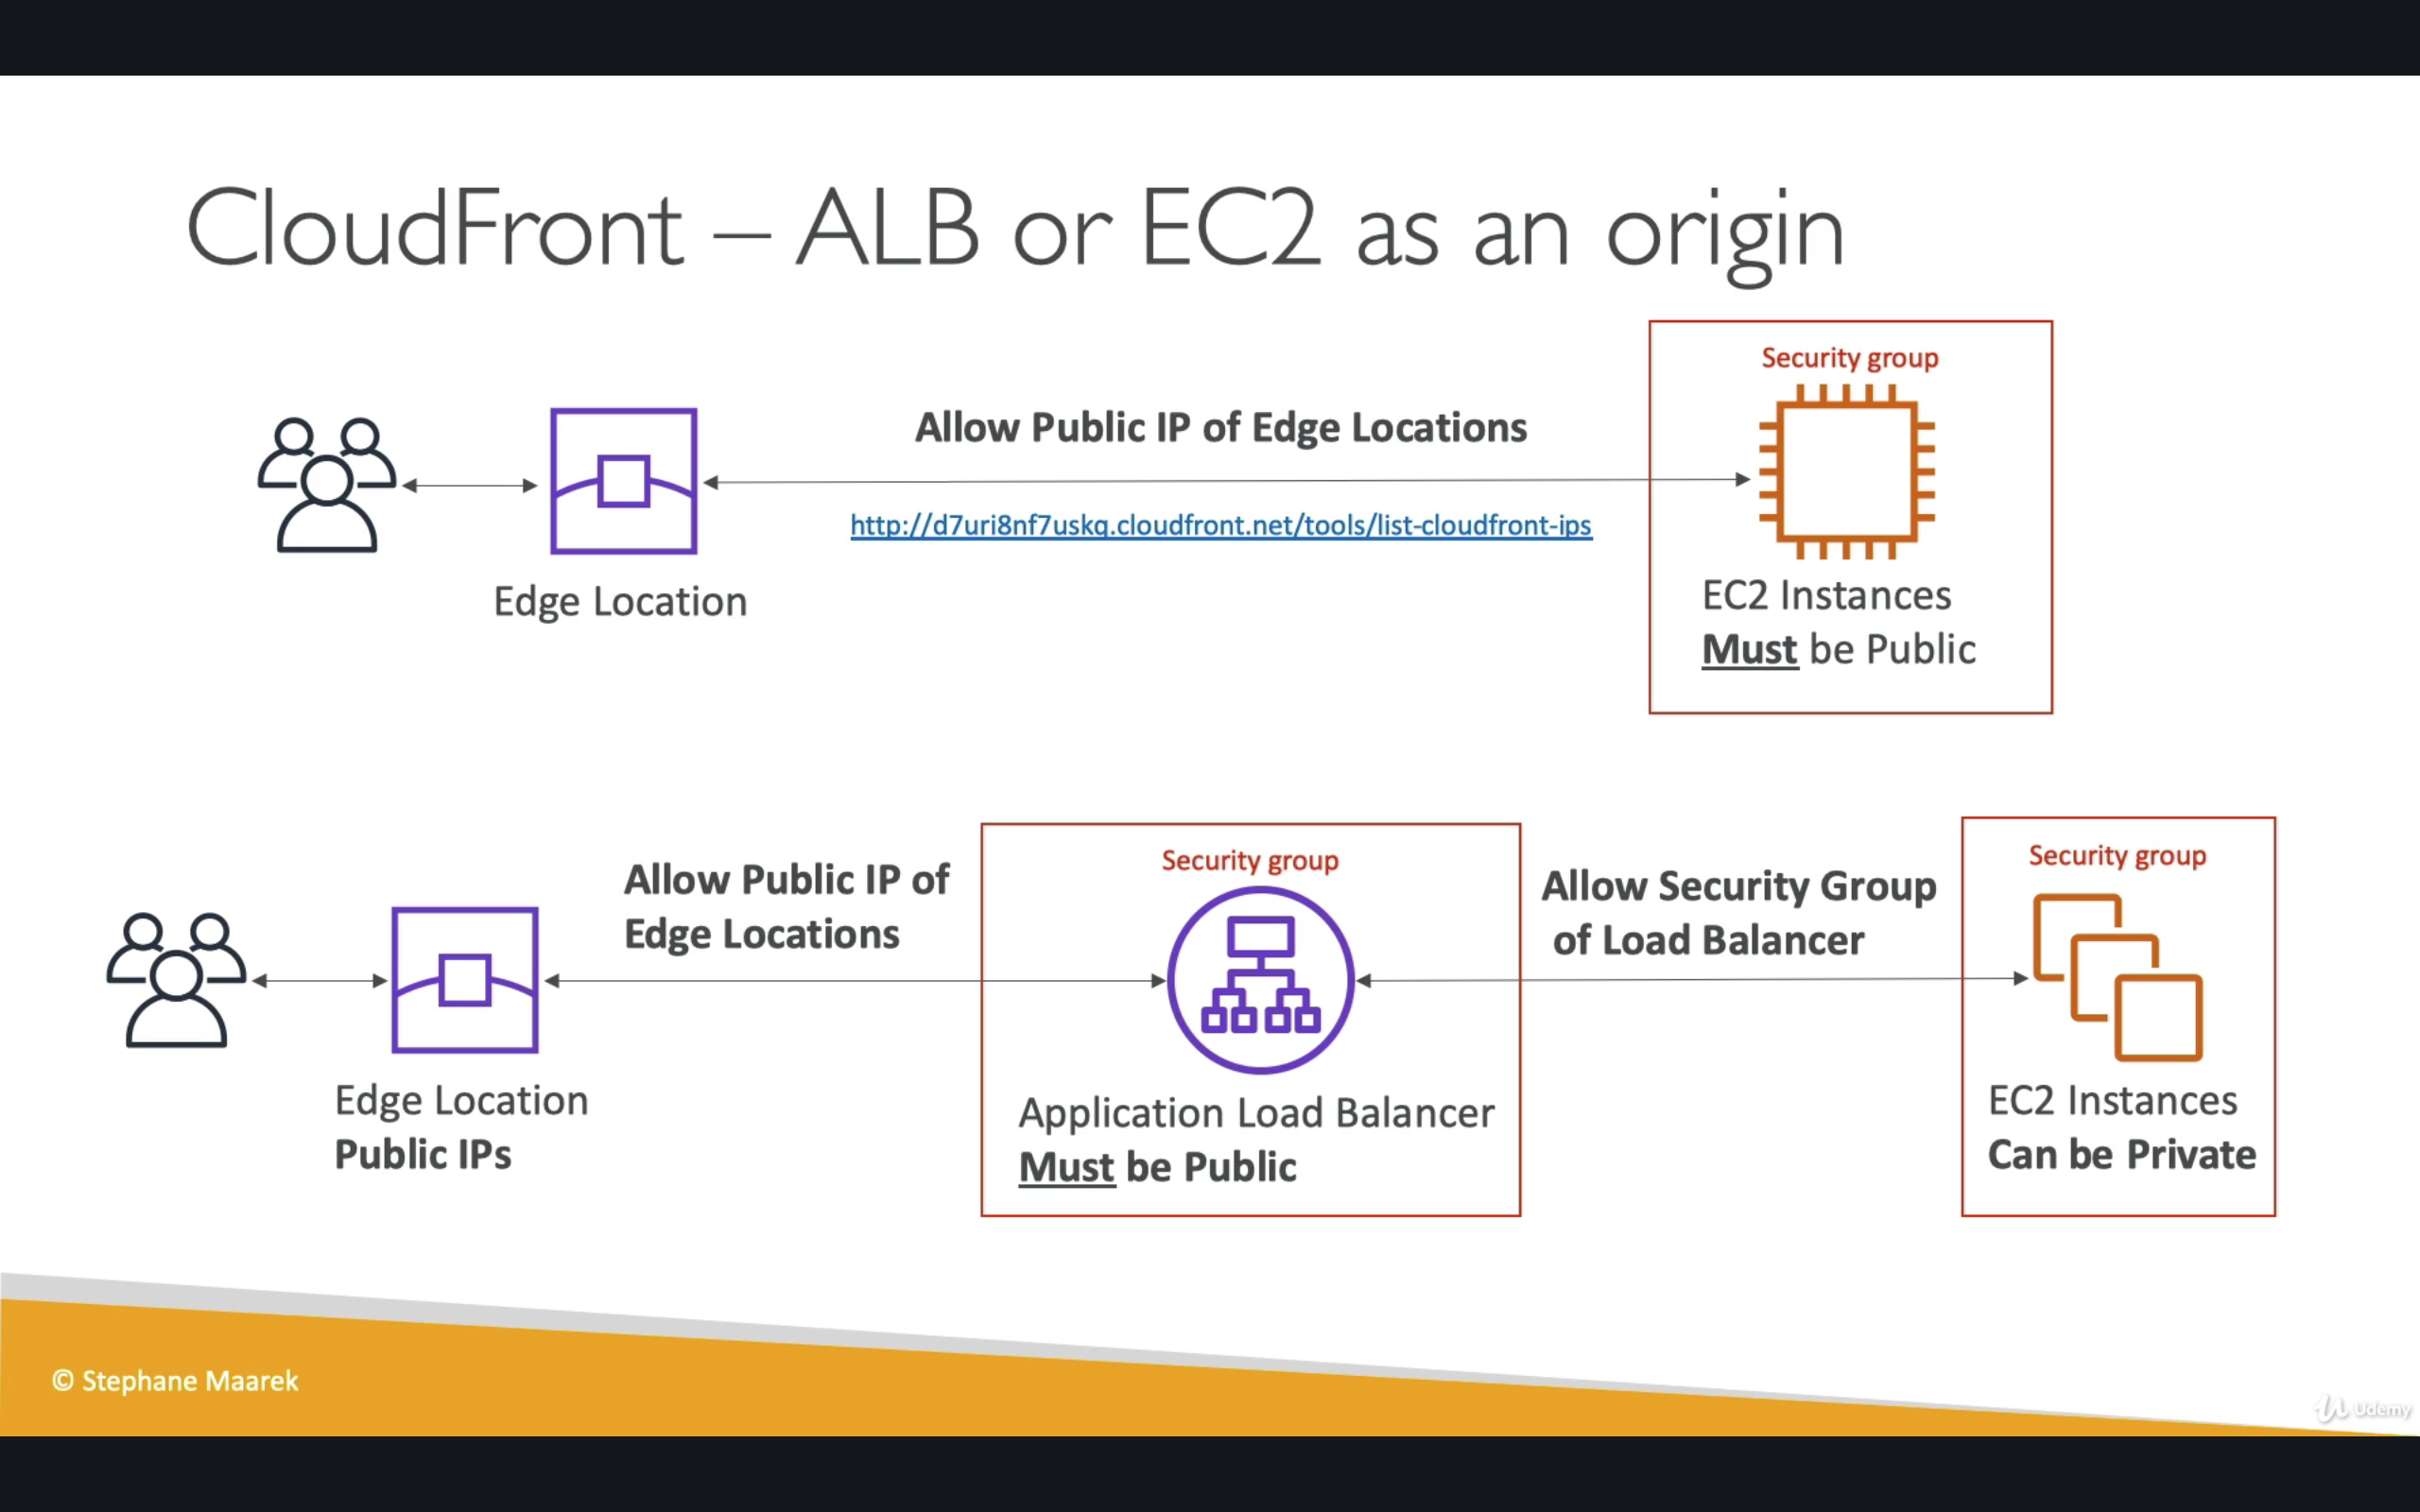 CloudFront – ALB or EC2 as an origin
Security group
Allow Public IP of Edge Locations
http://d7uri8nf7uskq.cloudfront.net/tools/list-cloudfront-ips
Edge Location
EC2 Instances
Must be Public
Security group
Allow Public IP of
Edge Locations
Allow Security Group
of Load Balancer
Security group
Edge Location
Public IPs
Application Load Balancer
Must be Public
EC2 Instances
Can be Private
© Stephane Maarek
Udemy